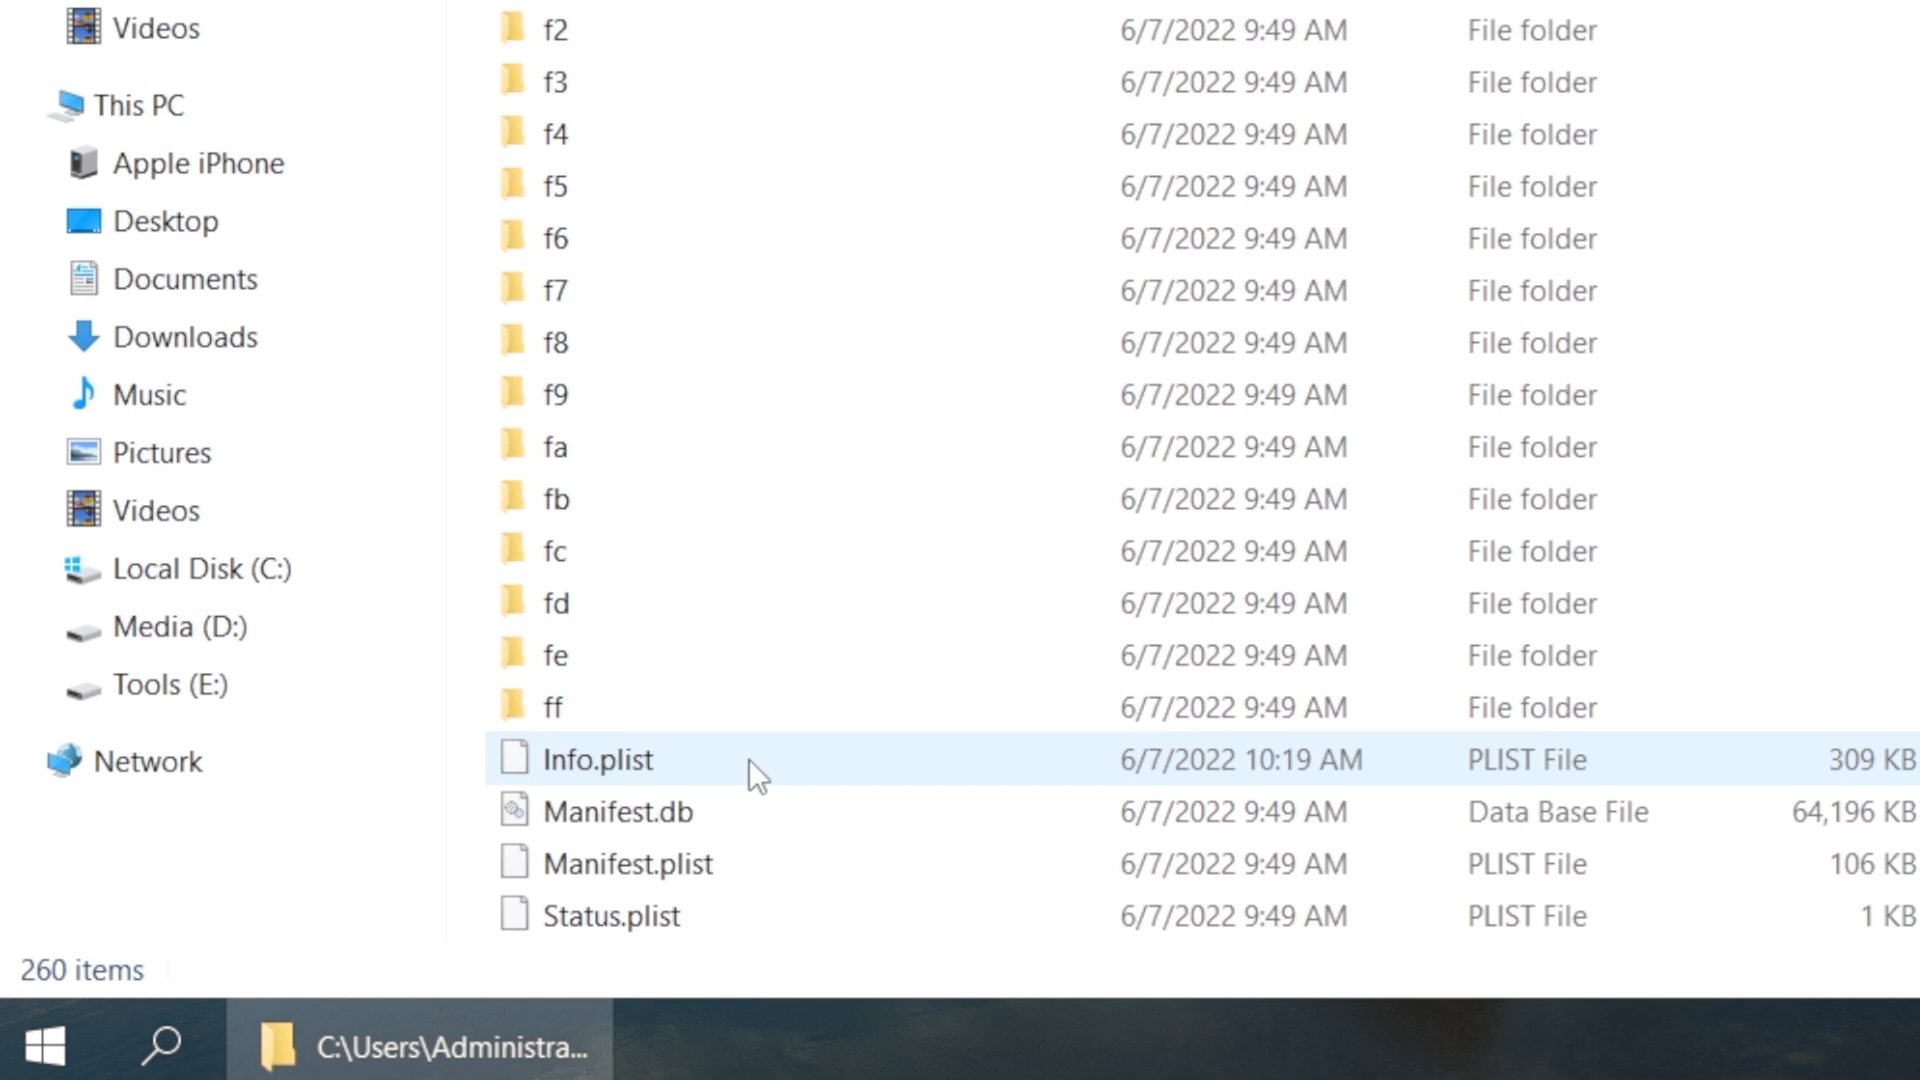 Videos
This PC
Apple iPhone
Desktop
Documents
Downloads
Music
Pictures
Videos
Local Disk (C:)
Media (D:)
Tools (E:)
Network
f2 6/7/2022 9:49 AM File folder
f3 6/7/2022 9:49 AM File folder
f4 6/7/2022 9:49 AM File folder
f5 6/7/2022 9:49 AM File folder
f6 6/7/2022 9:49 AM File folder
f7 6/7/2022 9:49 AM File folder
f8 6/7/2022 9:49 AM File folder
f9 6/7/2022 9:49 AM File folder
fa 6/7/2022 9:49 AM File folder
fb 6/7/2022 9:49 AM File folder
fc 6/7/2022 9:49 AM File folder
fd 6/7/2022 9:49 AM File folder
fe 6/7/2022 9:49 AM File folder
ff 6/7/2022 9:49 AM File folder
Info.plist 6/7/2022 10:19 AM PLIST File 309 KB
Manifest.db 6/7/2022 9:49 AM Data Base File 64,196 KB
Manifest.plist 6/7/2022 9:49 AM PLIST File 106 KB
Status.plist 6/7/2022 9:49 AM PLIST File 1 KB
260 items
C:\Users\Administra...